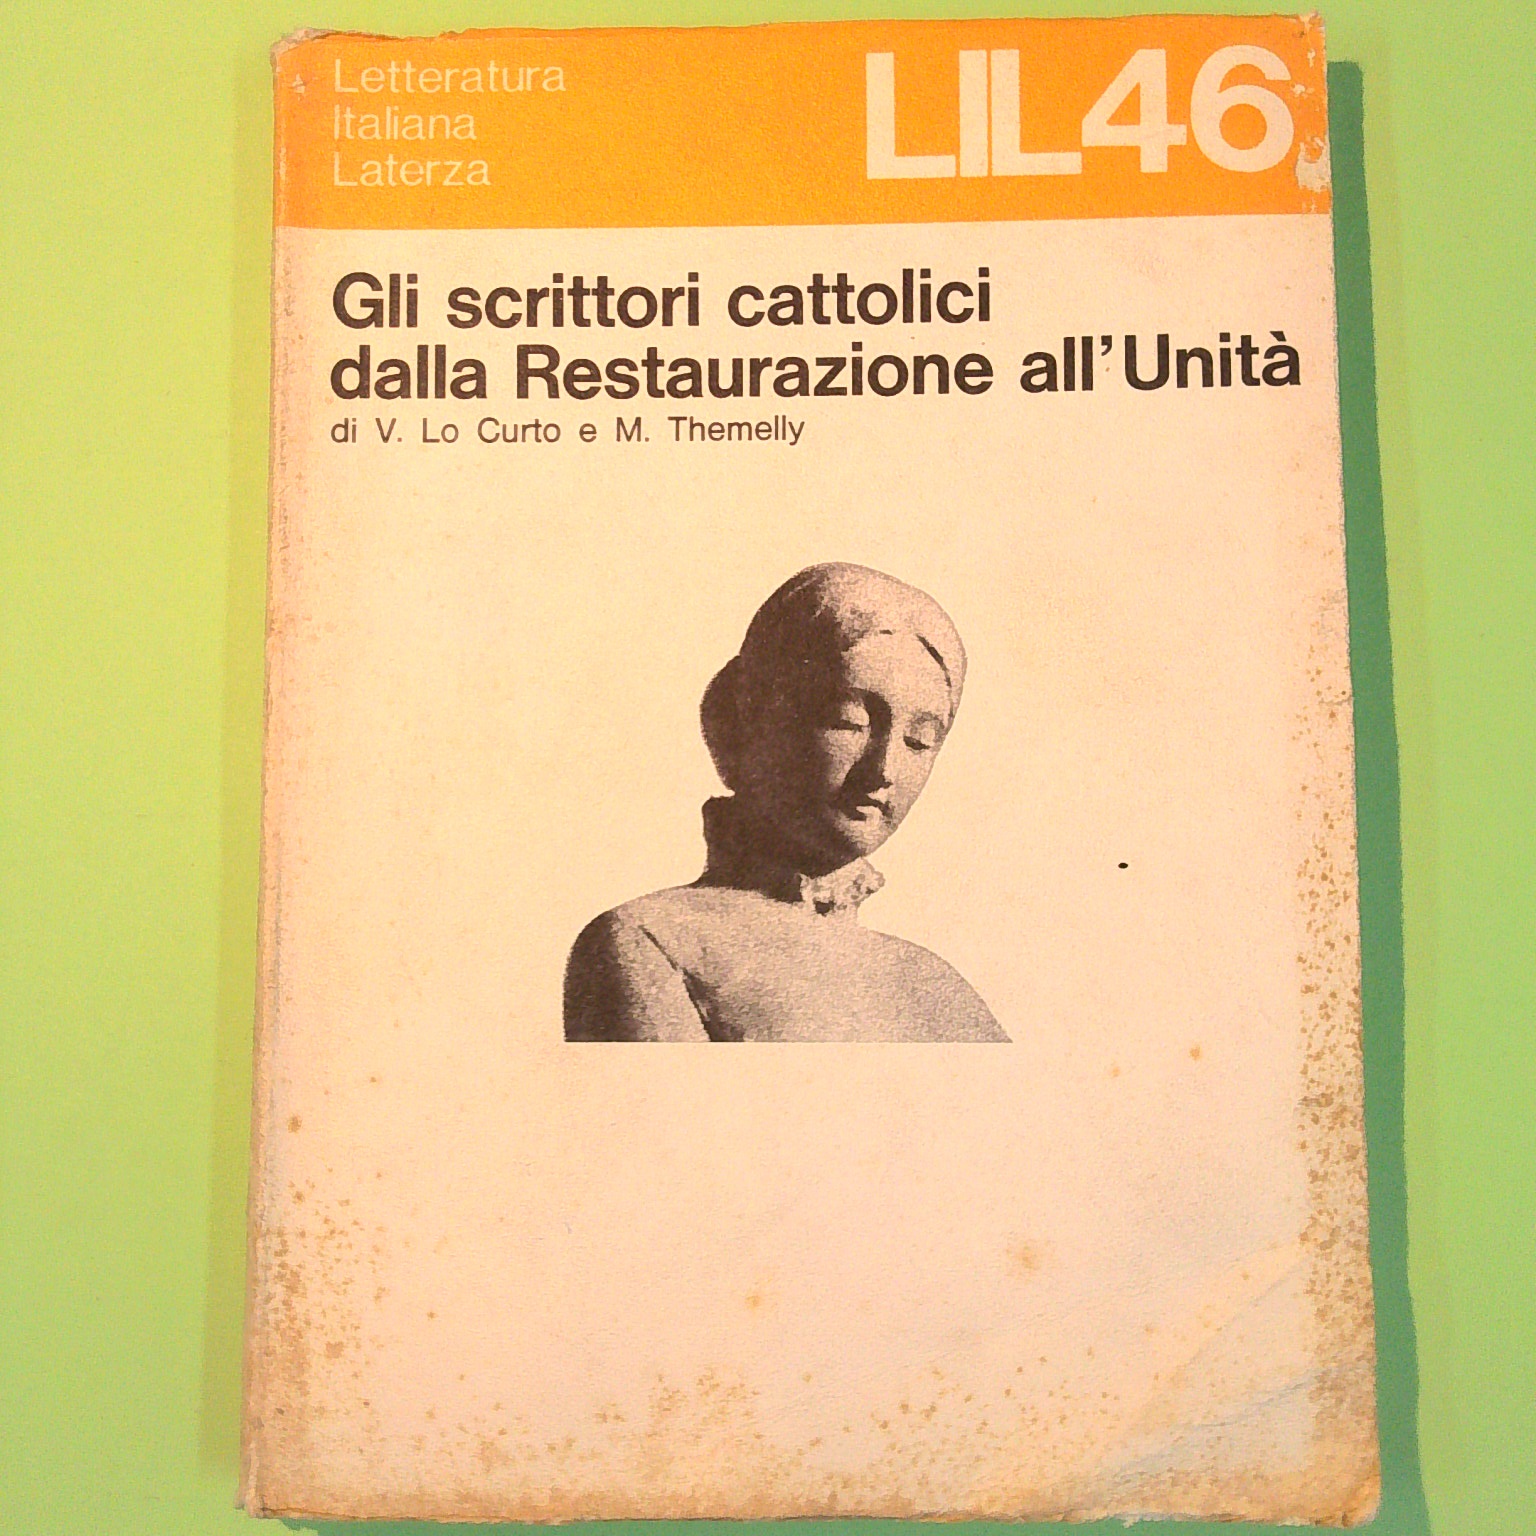 Letteratura
Italiana
Laterza
LIL46
Gli scrittori cattolici
dalla Restaurazione all'Unità
di V. Lo Curto e M. Themelly